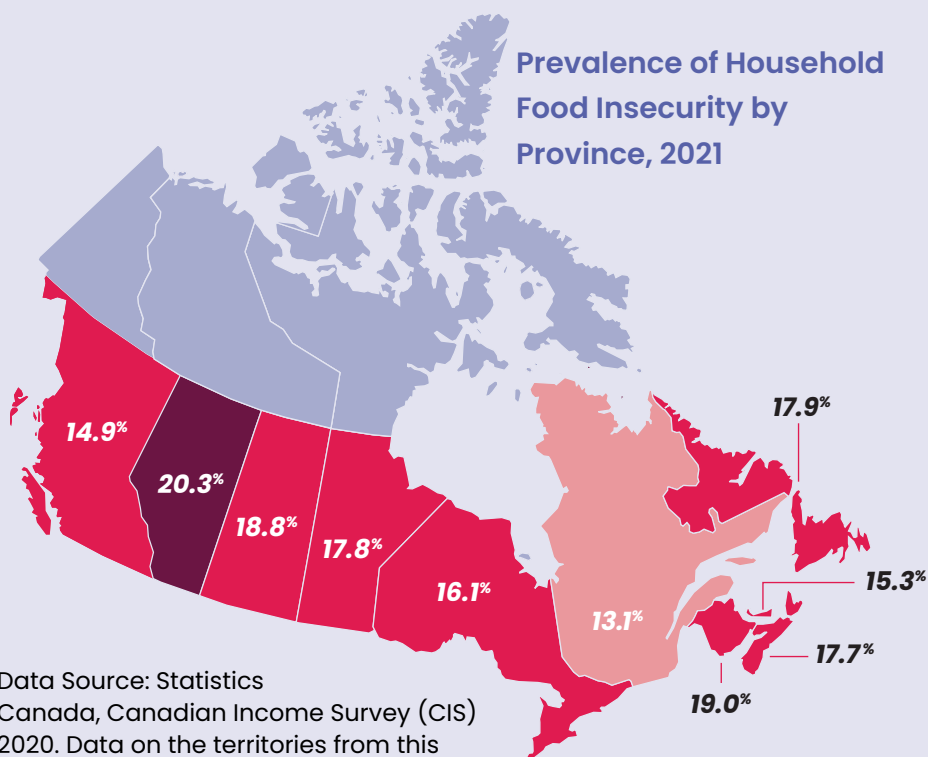 Prevalence of Household
Food Insecurity by
Province, 2021
17.9%
14.9%
20.3%
18.8%
17.8%
16.1%
15.3%
13.1%
17.7%
19.0%
Data Source: Statistics
Canada, Canadian Income Survey (CIS)
2020. Data on the territories from this